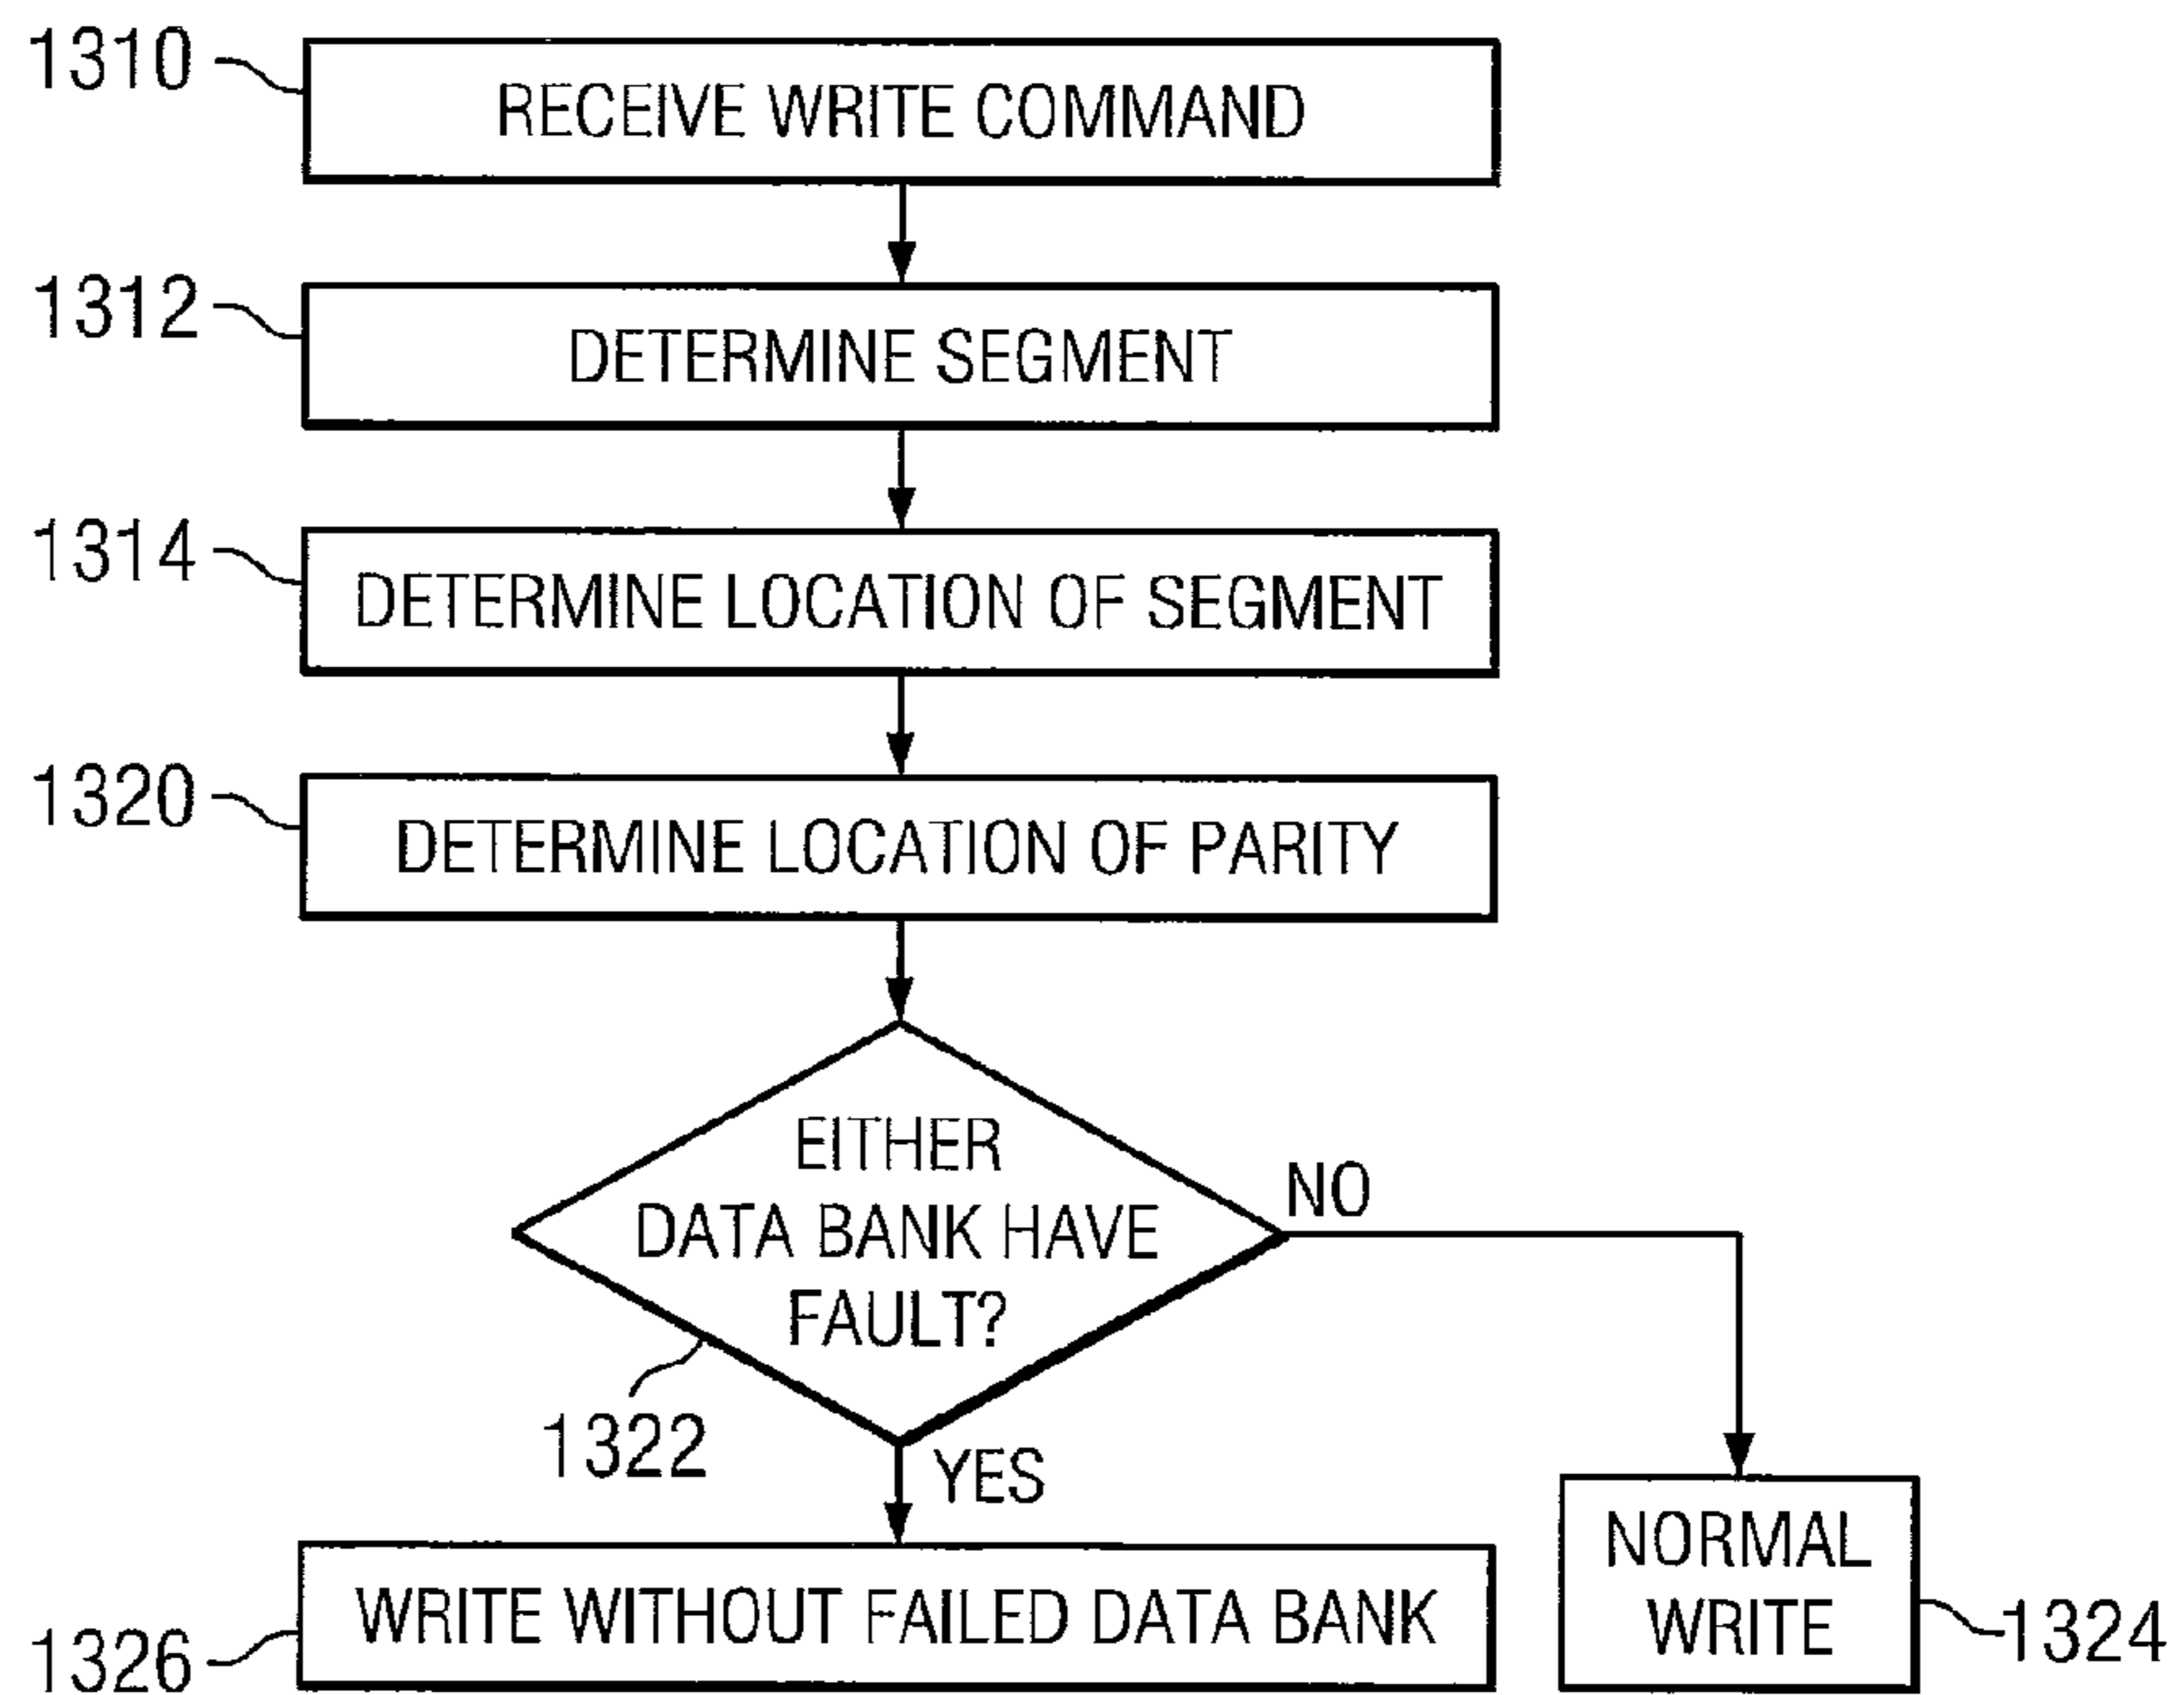 1310
RECEIVE WRITE COMMAND
1312
DETERMINE SEGMENT
1314
DETERMINE LOCATION OF SEGMENT
1320
DETERMINE LOCATION OF PARITY
EITHER
DATA BANK HAVE
FAULT?
NO
1322
YES
NORMAL
WRITE
1324
WRITE WITHOUT FAILED DATA BANK
1326